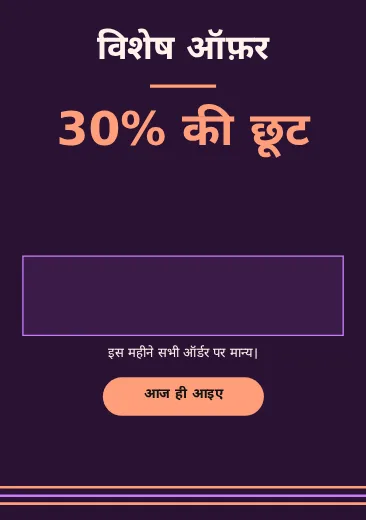 विशेष ऑफ़र
30% की छूट
इस महीने सभी ऑर्डर पर मान्य|
आज ही आइए